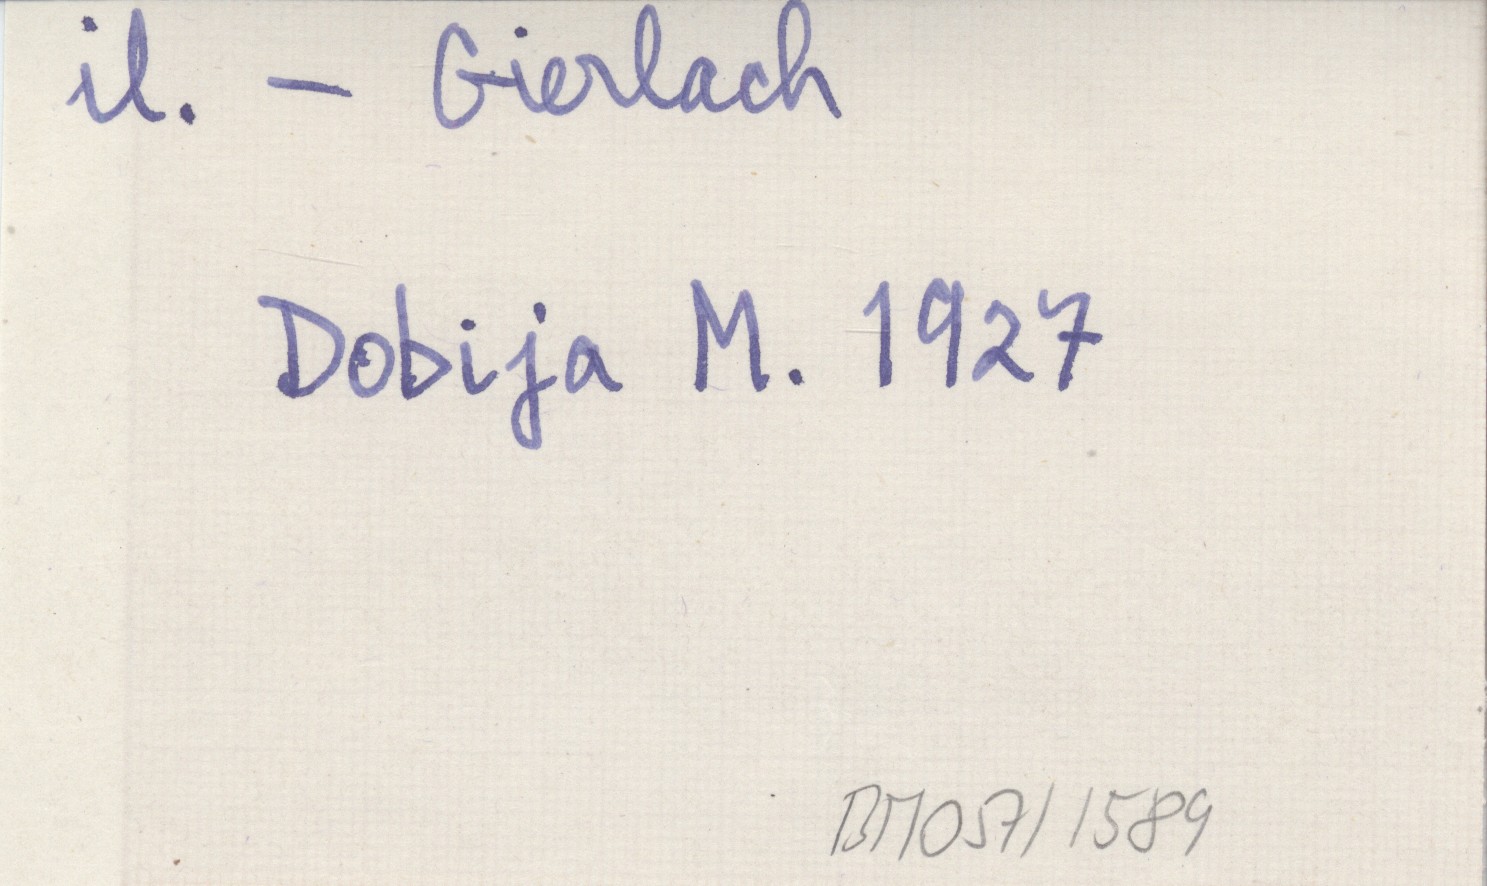 il. - Gierlach
Dobija M. 1927
BM057/1589